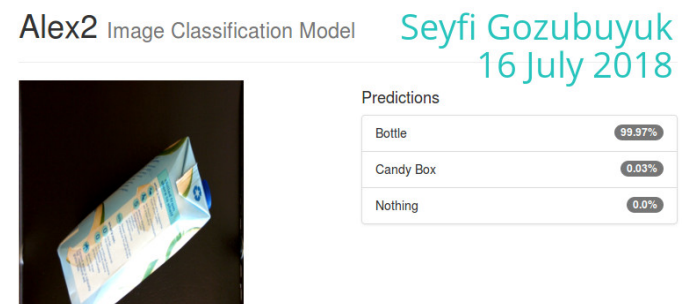 Alex2 Image Classification Model
Seyfi Gozubuyuk
16 July 2018
Predictions
Bottle 99.97%
Candy Box 0.03%
Nothing 0.0%